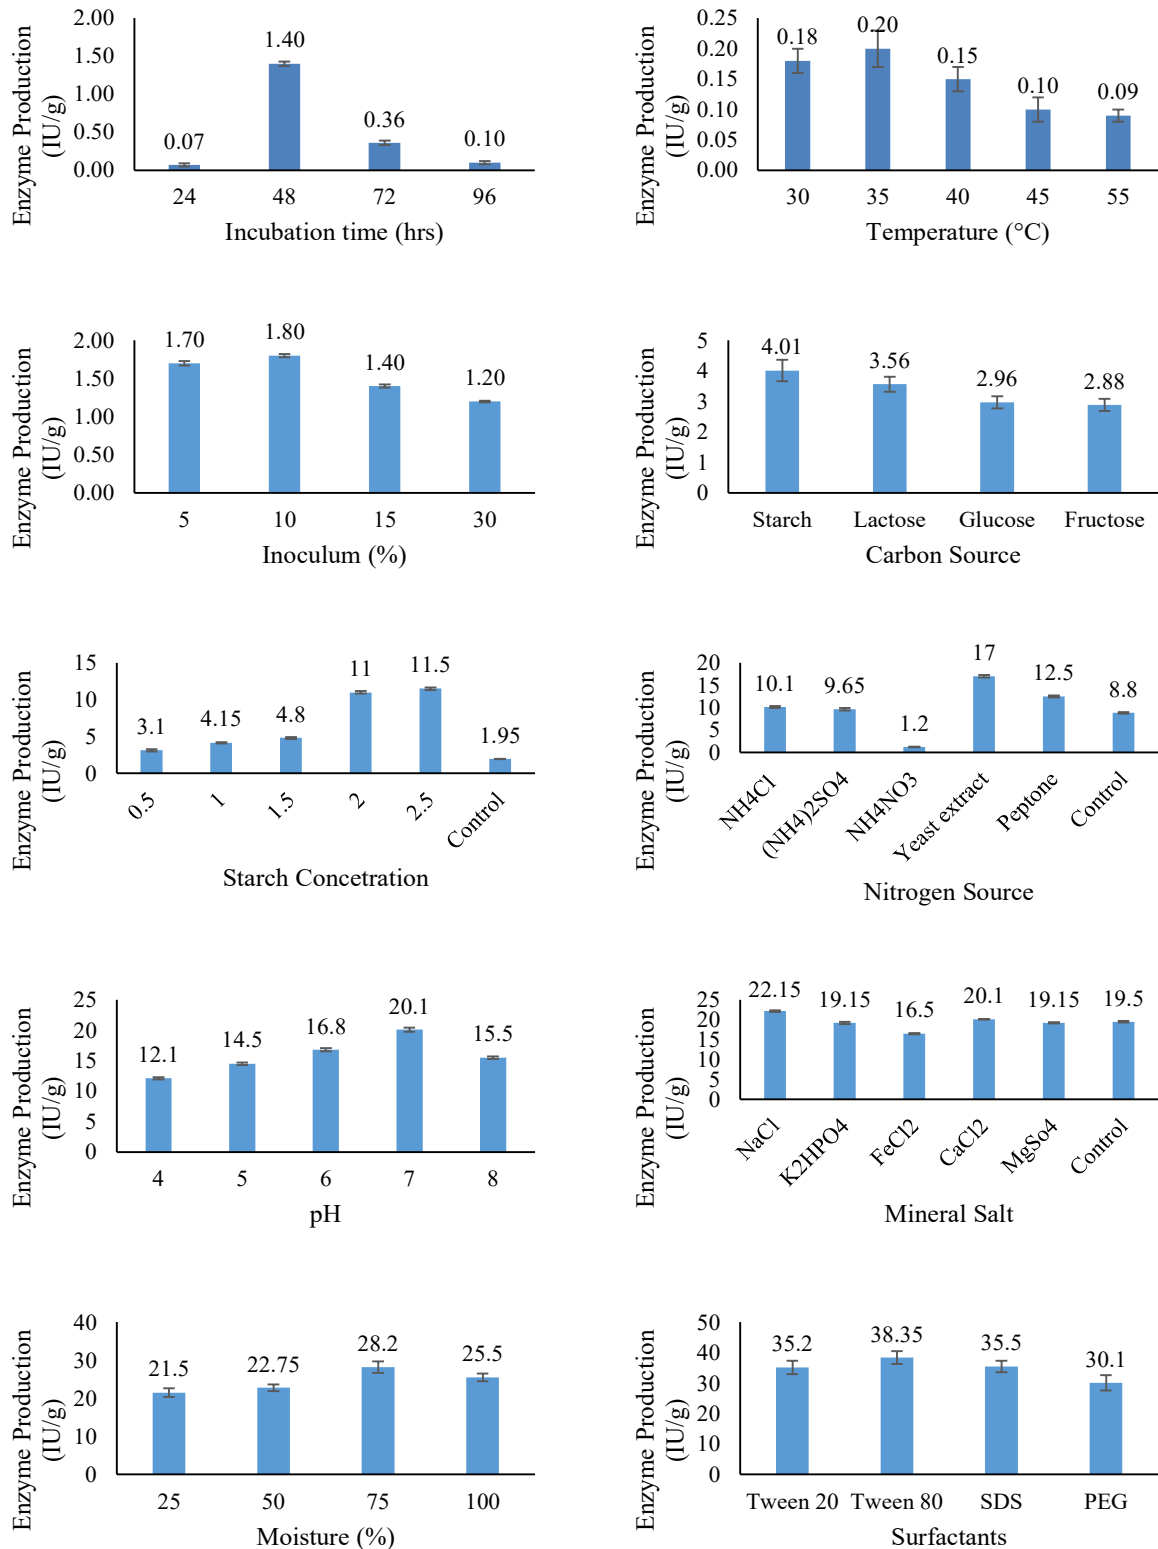 Enzyme Production
(IU/g)
2.00
1.50
1.00
0.50
0.00
0.07
1.40
0.36
0.10
24 48 72 96
Incubation time (hrs)
Enzyme Production
(IU/g)
0.25
0.20
0.15
0.10
0.05
0.00
0.18
0.20
0.15
0.10
0.09
30 35 40 45 55
Temperature (°C)
Enzyme Production
(IU/g)
2.00
1.50
1.00
0.50
0.00
1.70
1.80
1.40
1.20
5 10 15 30
Inoculum (%)
Enzyme Production
(IU/g)
5
4
3
2
1
0
4.01
3.56
2.96
2.88
Starch Lactose Glucose Fructose
Carbon Source
Enzyme Production
(IU/g)
15
10
5
0
3.1
4.15
4.8
11
11.5
1.95
0.5 1 1.5 2 2.5 Control
Starch Concetration
Enzyme Production
(IU/g)
20
15
10
5
0
10.1
9.65
1.2
17
12.5
8.8
NH4Cl (NH4)2SO4 NH4NO3 Yeast extract Peptone Control
Nitrogen Source
Enzyme Production
(IU/g)
25
20
15
10
5
0
12.1
14.5
16.8
20.1
15.5
4 5 6 7 8
pH
Enzyme Production
(IU/g)
25
20
15
10
5
0
22.15
19.15
16.5
20.1
19.15
19.5
NaCl K2HPO4 FeCl2 CaCl2 MgSo4 Control
Mineral Salt
Enzyme Production
(IU/g)
40
30
20
10
0
21.5
22.75
28.2
25.5
25 50 75 100
Moisture (%)
Enzyme Production
(IU/g)
50
40
30
20
10
0
35.2
38.35
35.5
30.1
Tween 20 Tween 80 SDS PEG
Surfactants